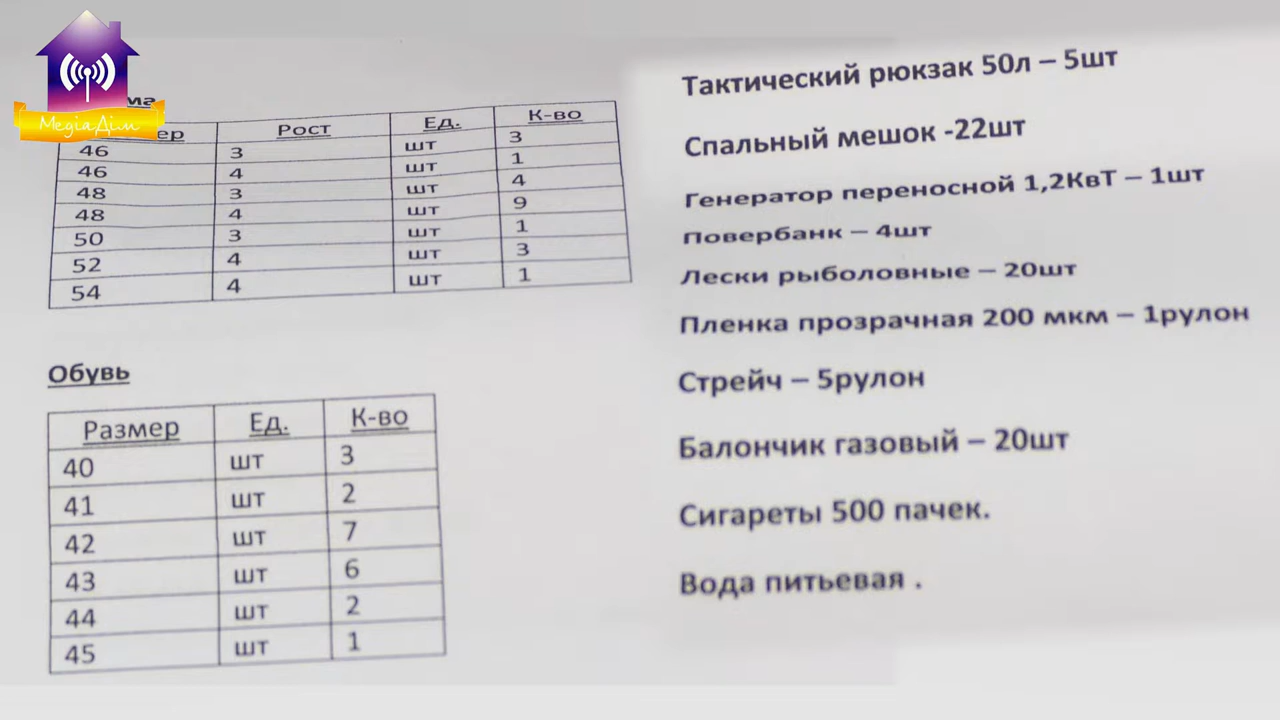 МедіаДім
Рост Ед. К-во
46 3 шт 3
46 4 шт 1
48 3 шт 4
48 4 шт 9
50 3 шт 1
52 4 шт 3
54 4 шт 1
Обувь
Размер Ед. К-во
40 шт 3
41 шт 2
42 шт 7
43 шт 6
44 шт 2
45 шт 1
Тактический рюкзак 50л – 5шт
Спальный мешок -22шт
Генератор переносной 1,2КвТ – 1шт
Повербанк – 4шт
Лески рыболовные – 20шт
Пленка прозрачная 200 мкм – 1рулон
Стрейч – 5рулон
Балончик газовый – 20шт
Сигареты 500 пачек.
Вода питьевая .